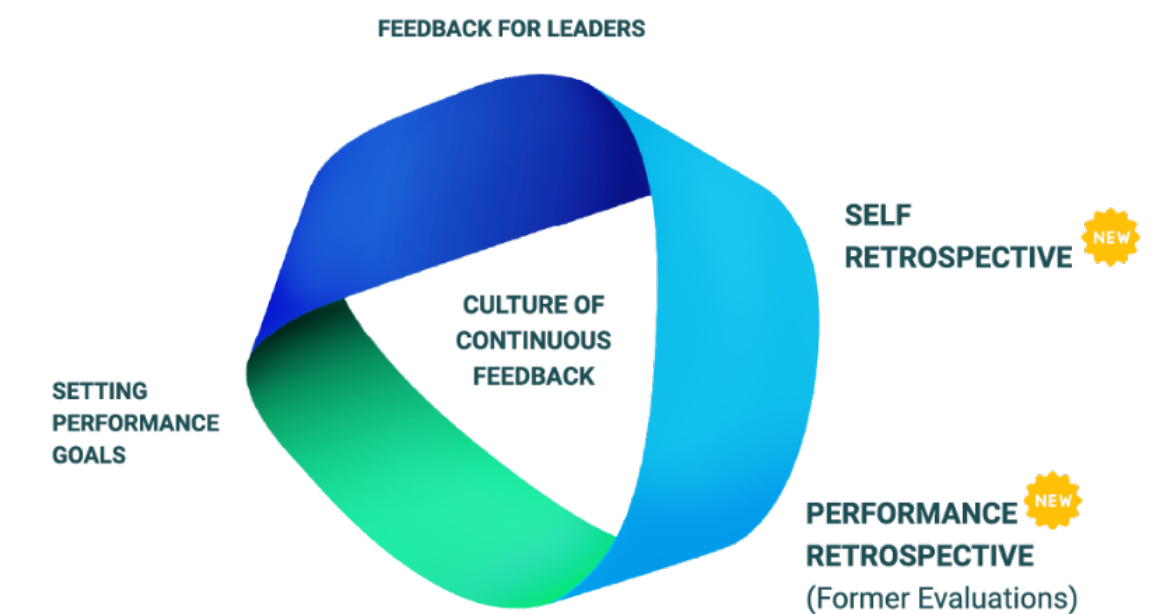 FEEDBACK FOR LEADERS
SELF
RETROSPECTIVE NEW
CULTURE OF
CONTINUOUS
FEEDBACK
SETTING
PERFORMANCE
GOALS
PERFORMANCE NEW
RETROSPECTIVE
(Former Evaluations)